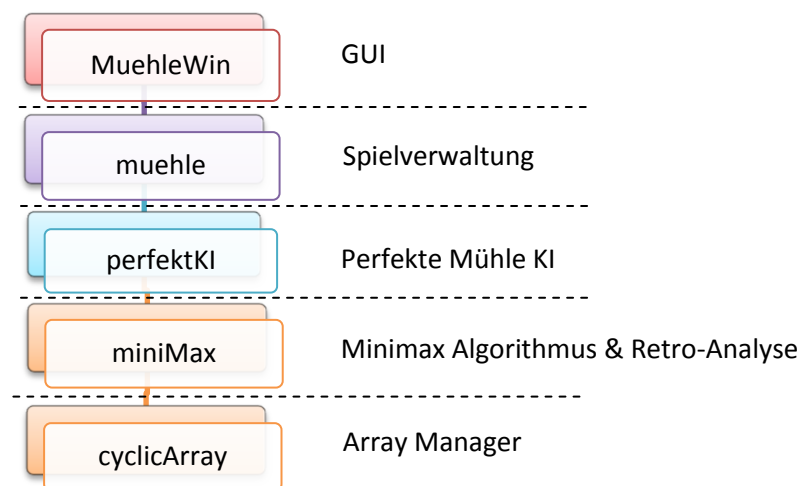 MuehleWin GUI
muehle Spielverwaltung
perfektKI Perfekte Mühle KI
miniMax Minimax Algorithmus & Retro-Analyse
cyclicArray Array Manager